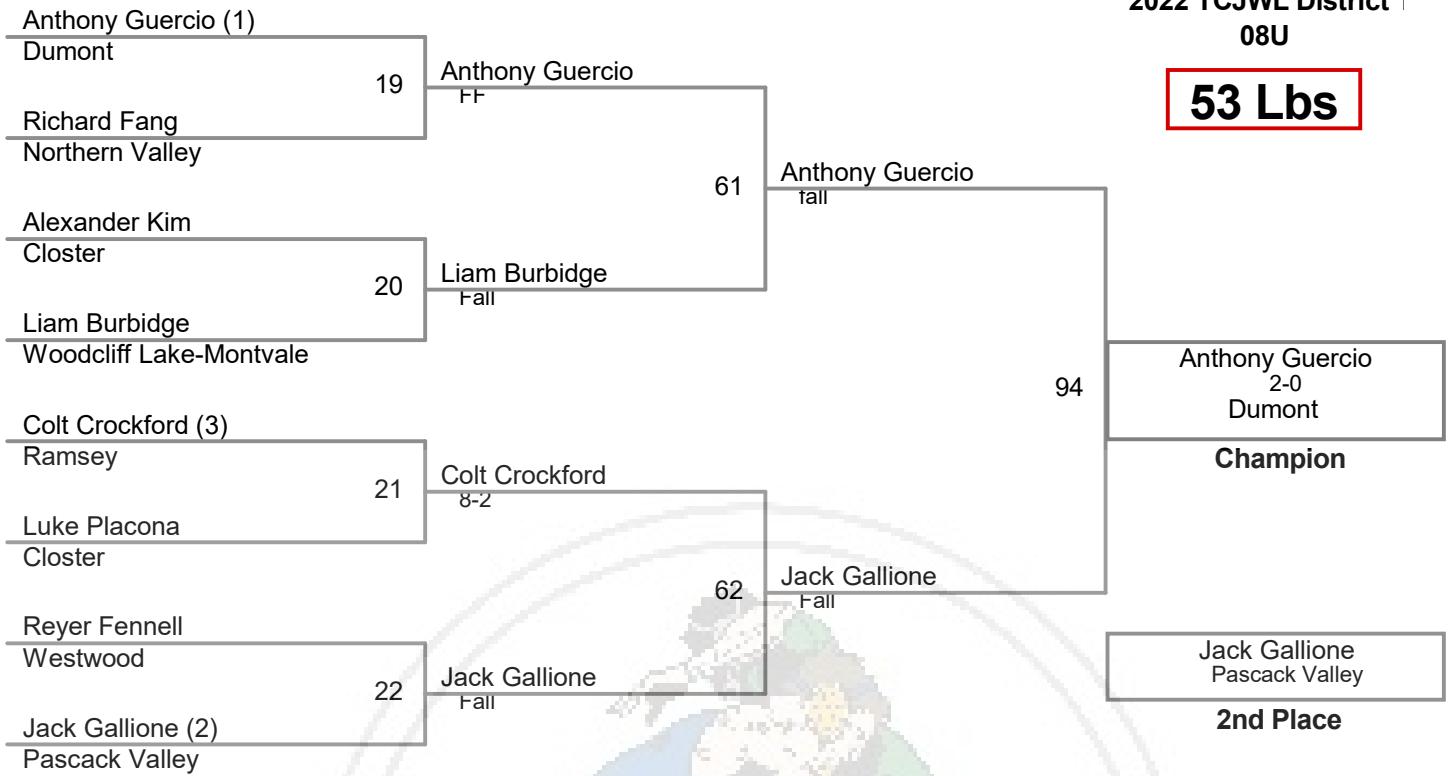 2022 TCJWL District
08U
53 Lbs
Anthony Guercio (1)
Dumont
19
Richard Fang
Northern Valley
Anthony Guercio
FF
Alexander Kim
Closter
20
Liam Burbidge
Woodcliff Lake-Montvale
Liam Burbidge
Fall
61
Anthony Guercio
fall
Colt Crockford (3)
Ramsey
21
Luke Placona
Closter
Colt Crockford
8-2
Reyer Fennell
Westwood
22
Jack Gallione (2)
Pascack Valley
Jack Gallione
Fall
62
Jack Gallione
Fall
94
Anthony Guercio
2-0
Dumont
Champion
Jack Gallione
Pascack Valley
2nd Place